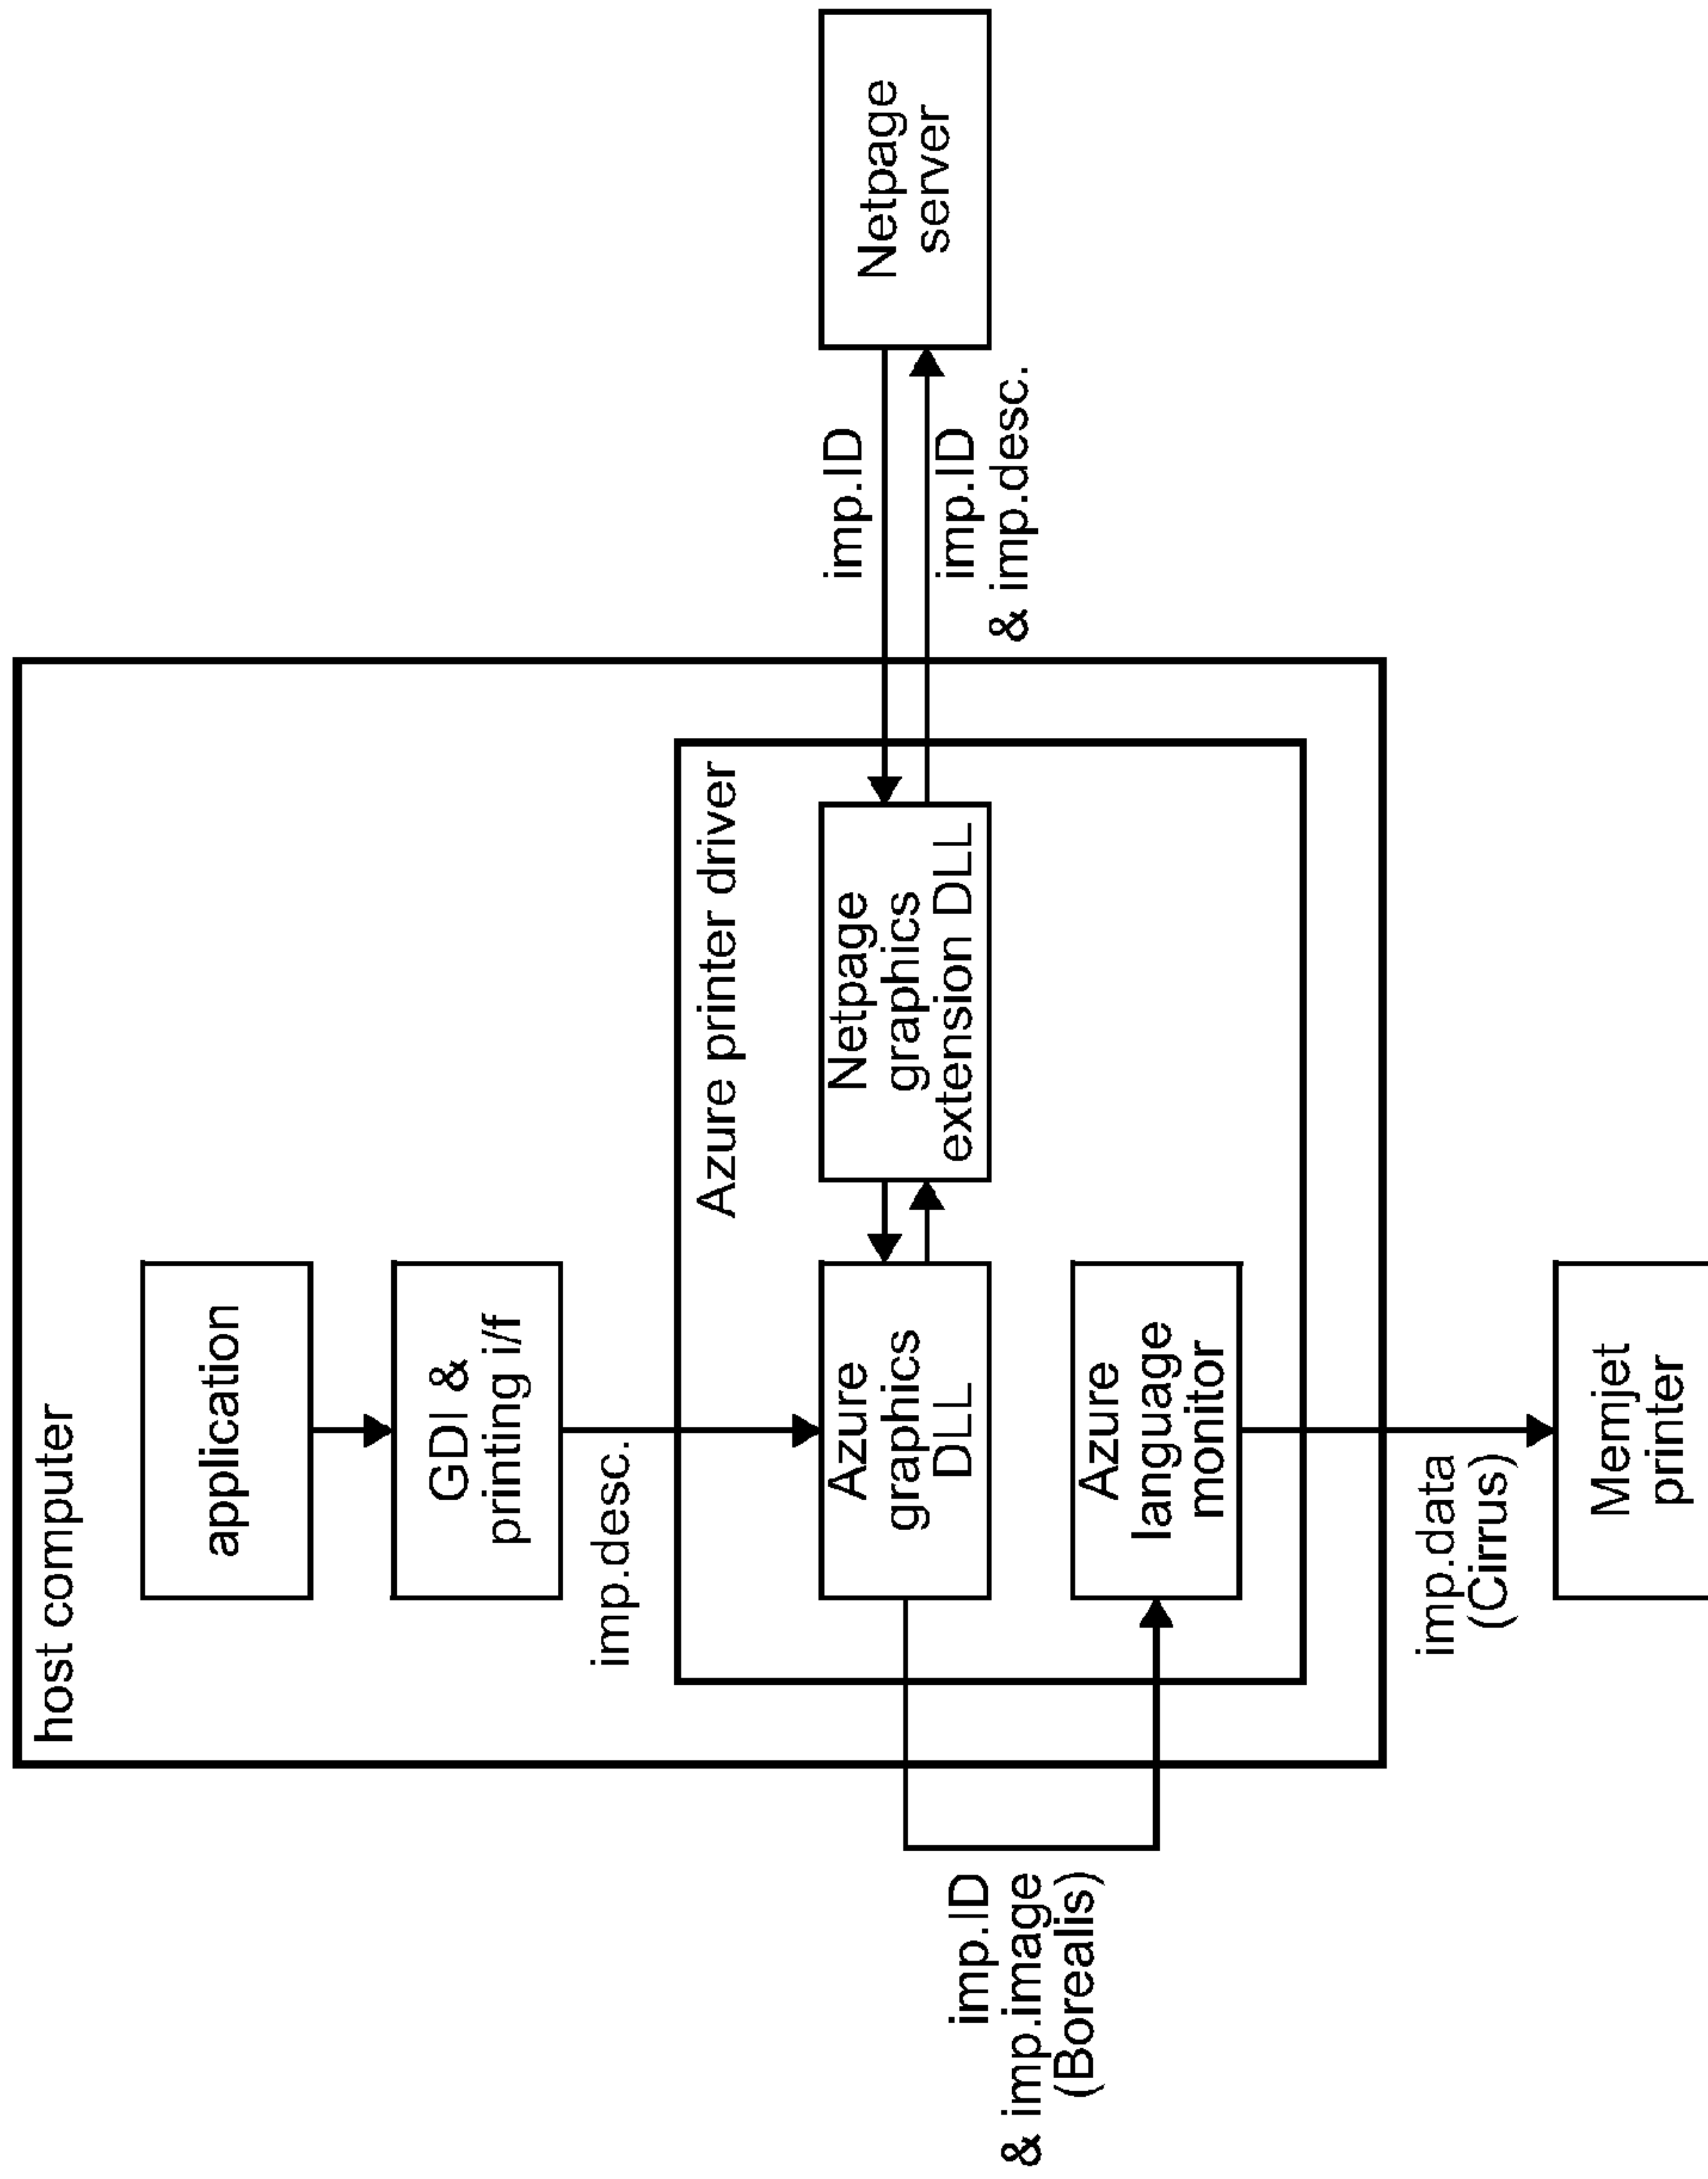 host computer
application
GDI &
printing i/f
imp.desc.
Azure printer driver
Azure
graphics
DLL
Netpage
graphics
extension DLL
imp.ID
imp.ID
& imp.desc.
Netpage
server
imp.ID
& imp.image
(Borealis)
Azure
language
monitor
imp.data
(Cirrus)
Memjet
printer